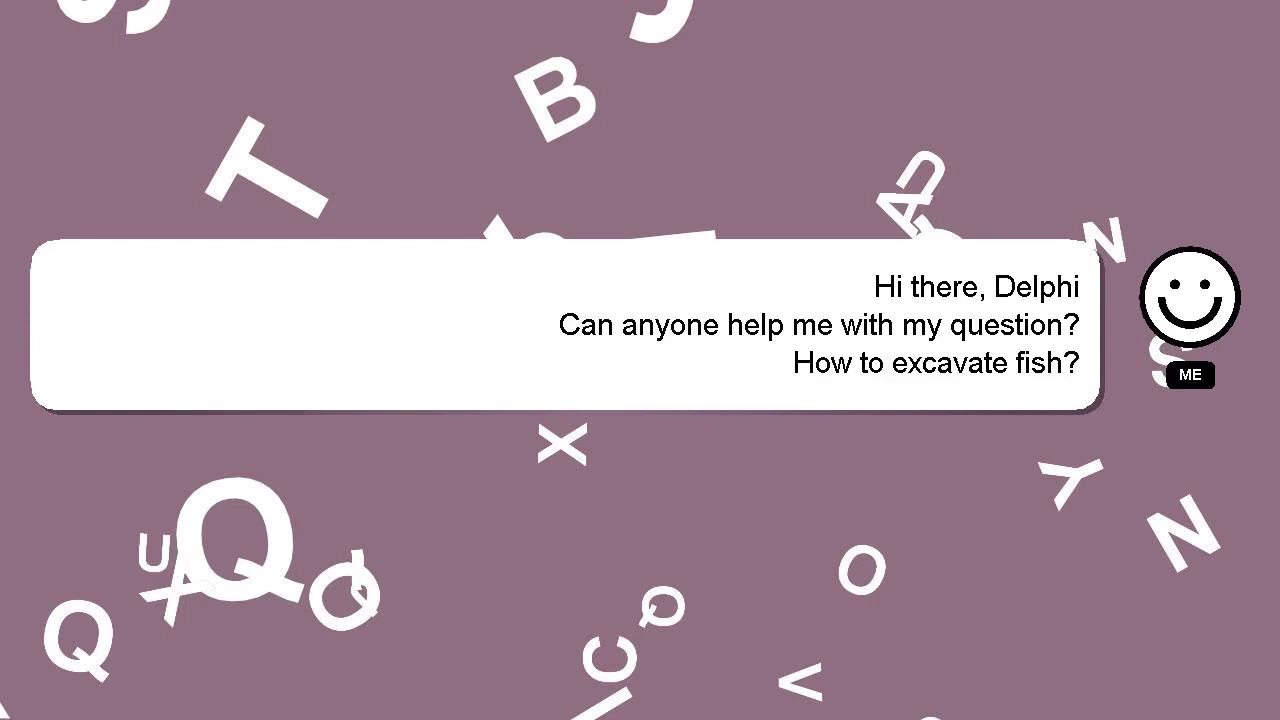 Hi there, Delphi
Can anyone help me with my question?
How to excavate fish?
ME